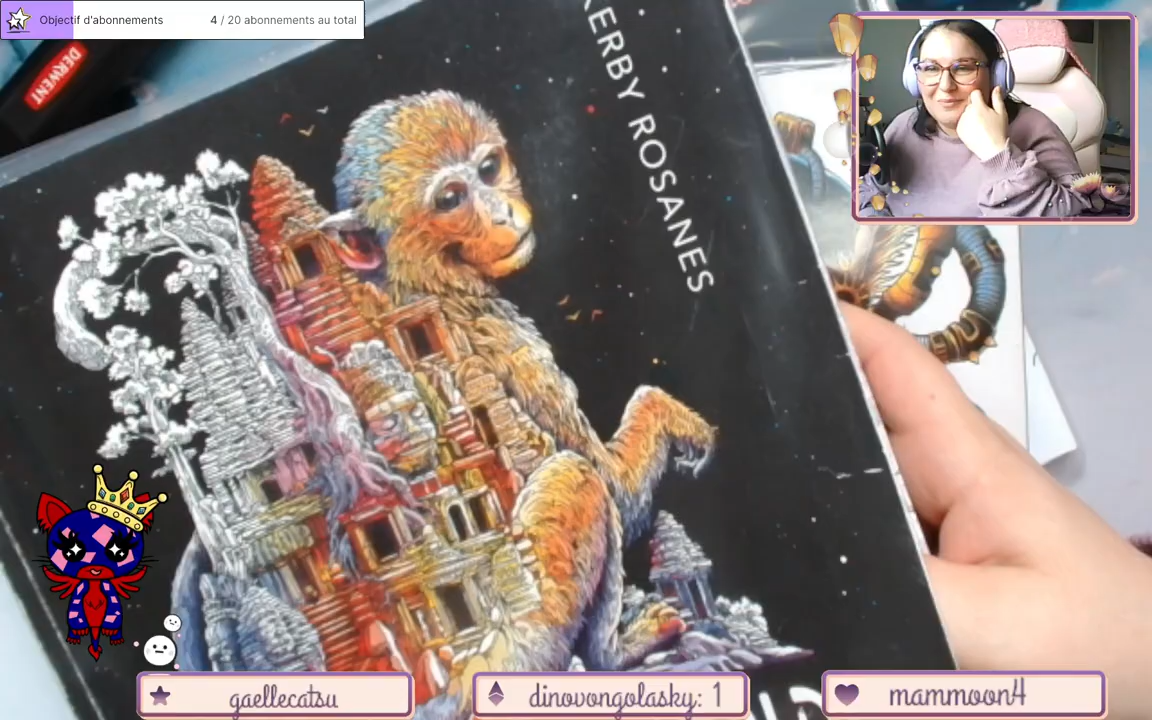 Objectif d'abonnements 4 / 20 abonnements au total
DERWENT
KERBY ROSANES
gaellecatsu
dinovongolasky: 1
mammoon4